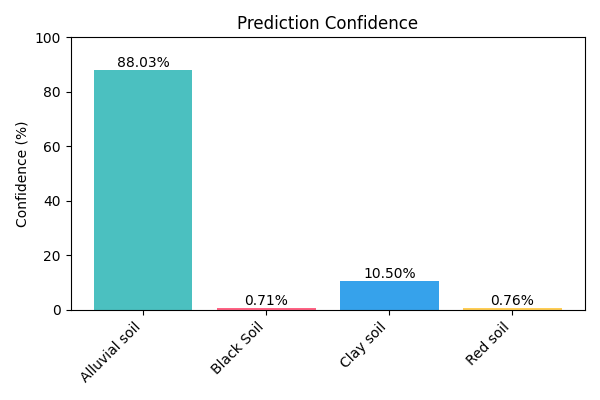 Prediction Confidence
Confidence (%)
100
80
60
40
20
0
88.03%
0.71%
10.50%
0.76%
Alluvial soil
Black Soil
Clay soil
Red soil